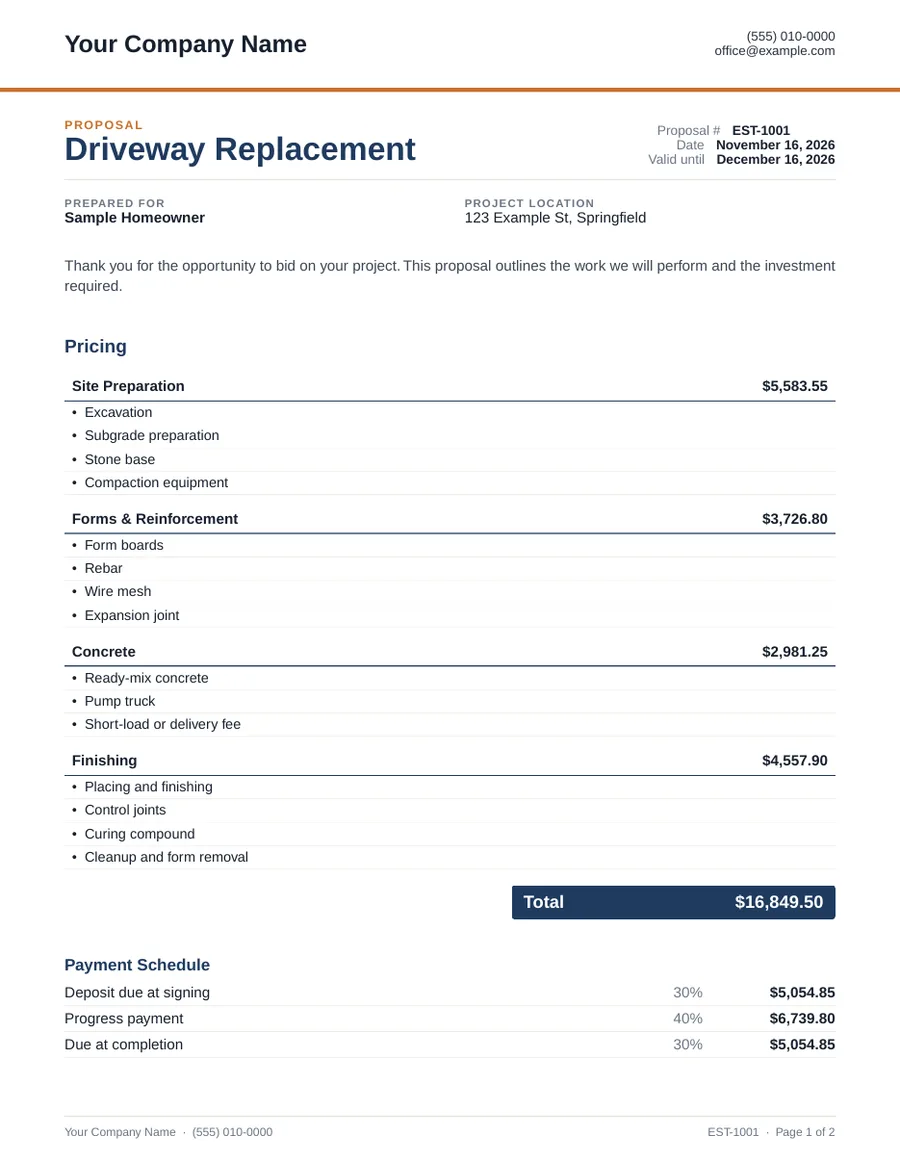 Your Company Name
(555) 010-0000
office@example.com
PROPOSAL
Driveway Replacement
Proposal # EST-1001
Date November 16, 2026
Valid until December 16, 2026
PREPARED FOR
Sample Homeowner
PROJECT LOCATION
123 Example St, Springfield
Thank you for the opportunity to bid on your project. This proposal outlines the work we will perform and the investment
required.
Pricing
Site Preparation $5,583.55
• Excavation
• Subgrade preparation
• Stone base
• Compaction equipment
Forms & Reinforcement $3,726.80
• Form boards
• Rebar
• Wire mesh
• Expansion joint
Concrete $2,981.25
• Ready-mix concrete
• Pump truck
• Short-load or delivery fee
Finishing $4,557.90
• Placing and finishing
• Control joints
• Curing compound
• Cleanup and form removal
Total $16,849.50
Payment Schedule
Deposit due at signing 30% $5,054.85
Progress payment 40% $6,739.80
Due at completion 30% $5,054.85
Your Company Name · (555) 010-0000
EST-1001 · Page 1 of 2